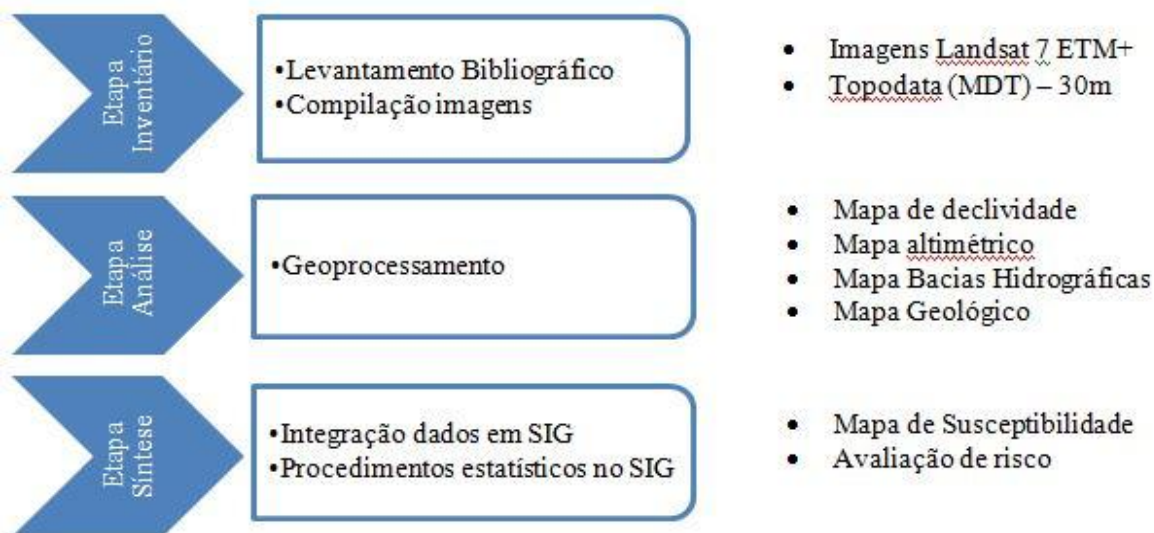 Etapa
Inventário
•Levantamento Bibliográfico
•Compilação imagens
• Imagens Landsat 7 ETM+
• Topodata (MDT) – 30m
Etapa
Análise
•Geoprocessamento
• Mapa de declividade
• Mapa altimétrico
• Mapa Bacias Hidrográficas
• Mapa Geológico
Etapa
Síntese
•Integração dados em SIG
•Procedimentos estatísticos no SIG
• Mapa de Susceptibilidade
• Avaliação de risco